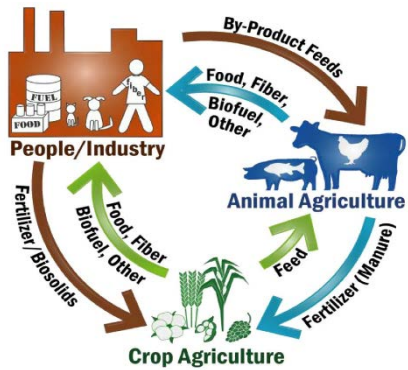 By-Product Feeds
Food, Fiber,
Biofuel,
Other
fiber
FUEL
FOOD
People/Industry
Animal Agriculture
Fertilizer/Biosolids
Food, Fiber
Biofuel, Other
Feed
Fertilizer (Manure)
Crop Agriculture